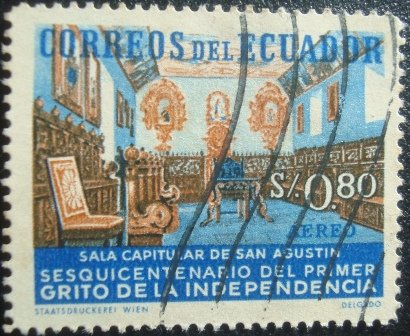 CORREOS DEL ECUADOR
S/. 0.80
AEREO
SALA CAPITULAR DE SAN AGUSTIN
SESQUICENTENARIO DEL PRIMER
GRITO DE LA INDEPENDENCIA
STAATSDRUCKEREI WIEN
DELGADO